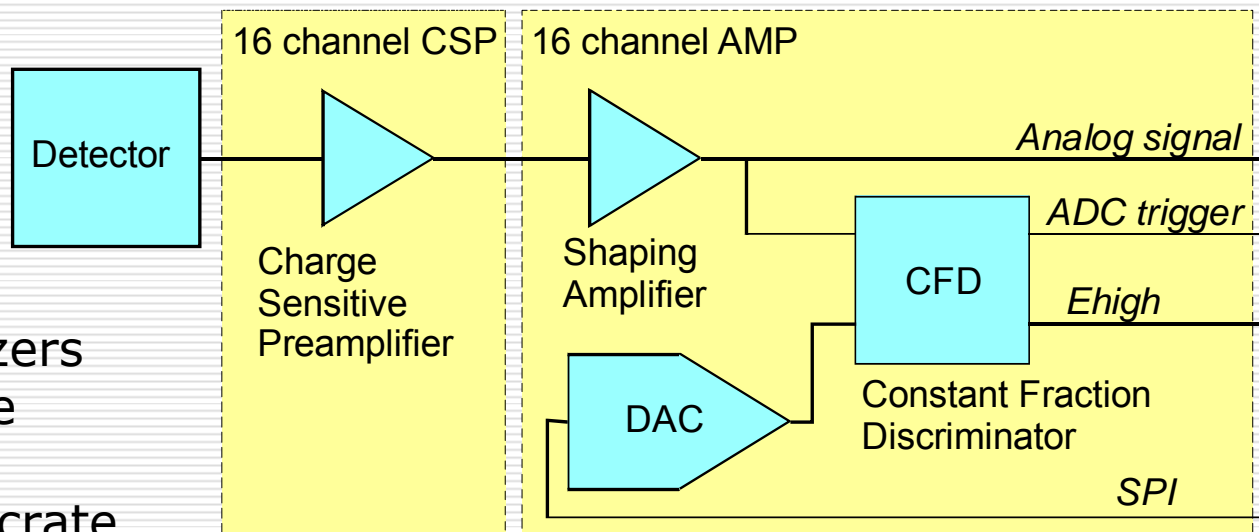 16 channel CSP
16 channel AMP
Detector
Analog signal
ADC trigger
Charge
Sensitive
Preamplifier
Shaping
Amplifier
CFD
Ehigh
DAC
Constant Fraction
Discriminator
SPI
crate